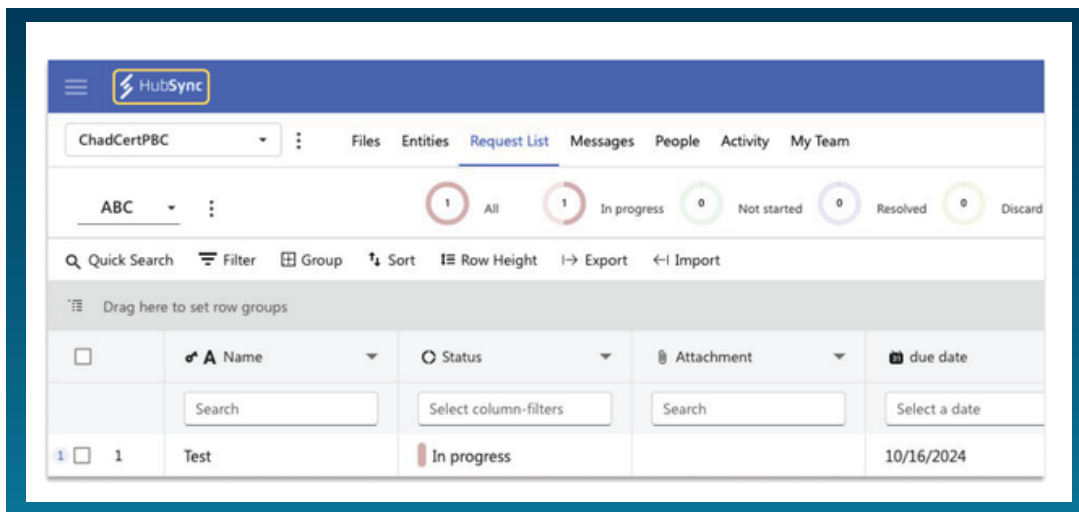 HubSync
ChadCertPBC Files Entities Request List Messages People Activity My Team
ABC 1 All 1 In progress 0 Not started 0 Resolved 0 Discard
Quick Search Filter Group Sort Row Height Export Import
Drag here to set row groups
A Name Status Attachment 31 due date
Search Select column-filters Search Select a date
1 1 Test In progress 10/16/2024